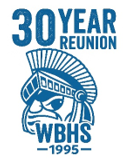 30 YEAR
REUNION
WBHS
1995